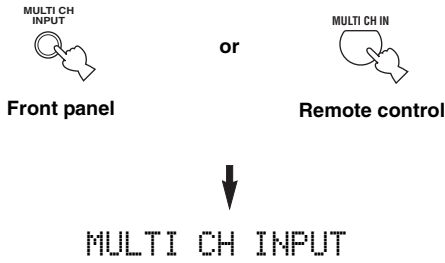 MULTI CH
INPUT
or
MULTI CH IN
Front panel
Remote control
MULTI CH INPUT